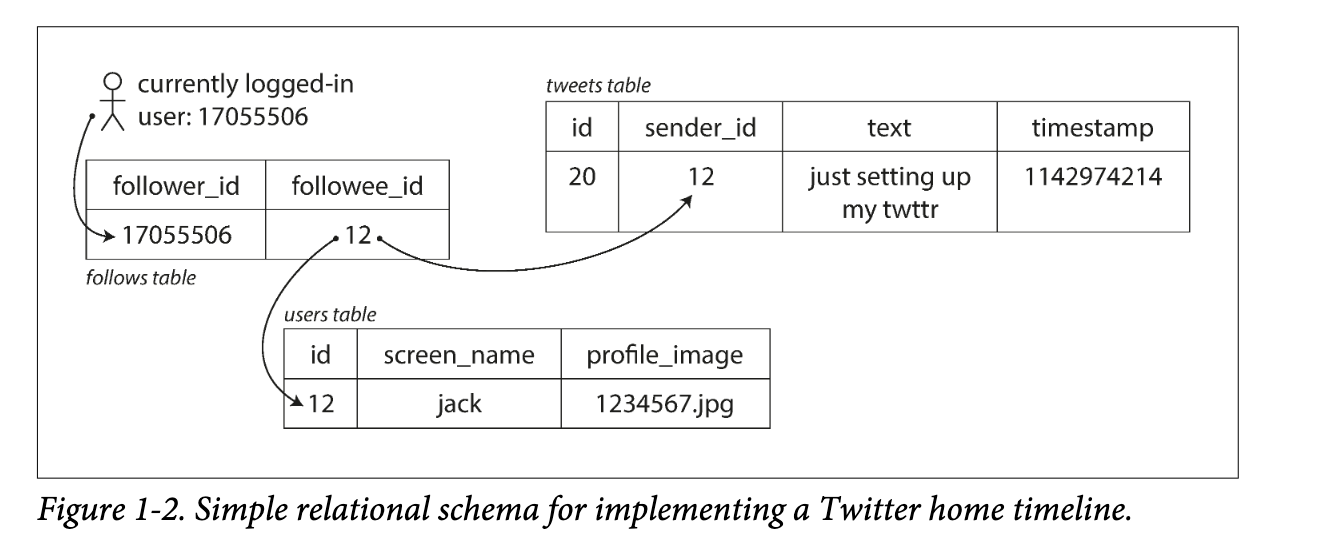 currently logged-in
user: 17055506
follower_id followee_id
17055506 12
follows table
tweets table
id sender_id text timestamp
20 12 just setting up 1142974214
my twttr
users table
id screen_name profile_image
12 jack 1234567.jpg
Figure 1-2. Simple relational schema for implementing a Twitter home timeline.